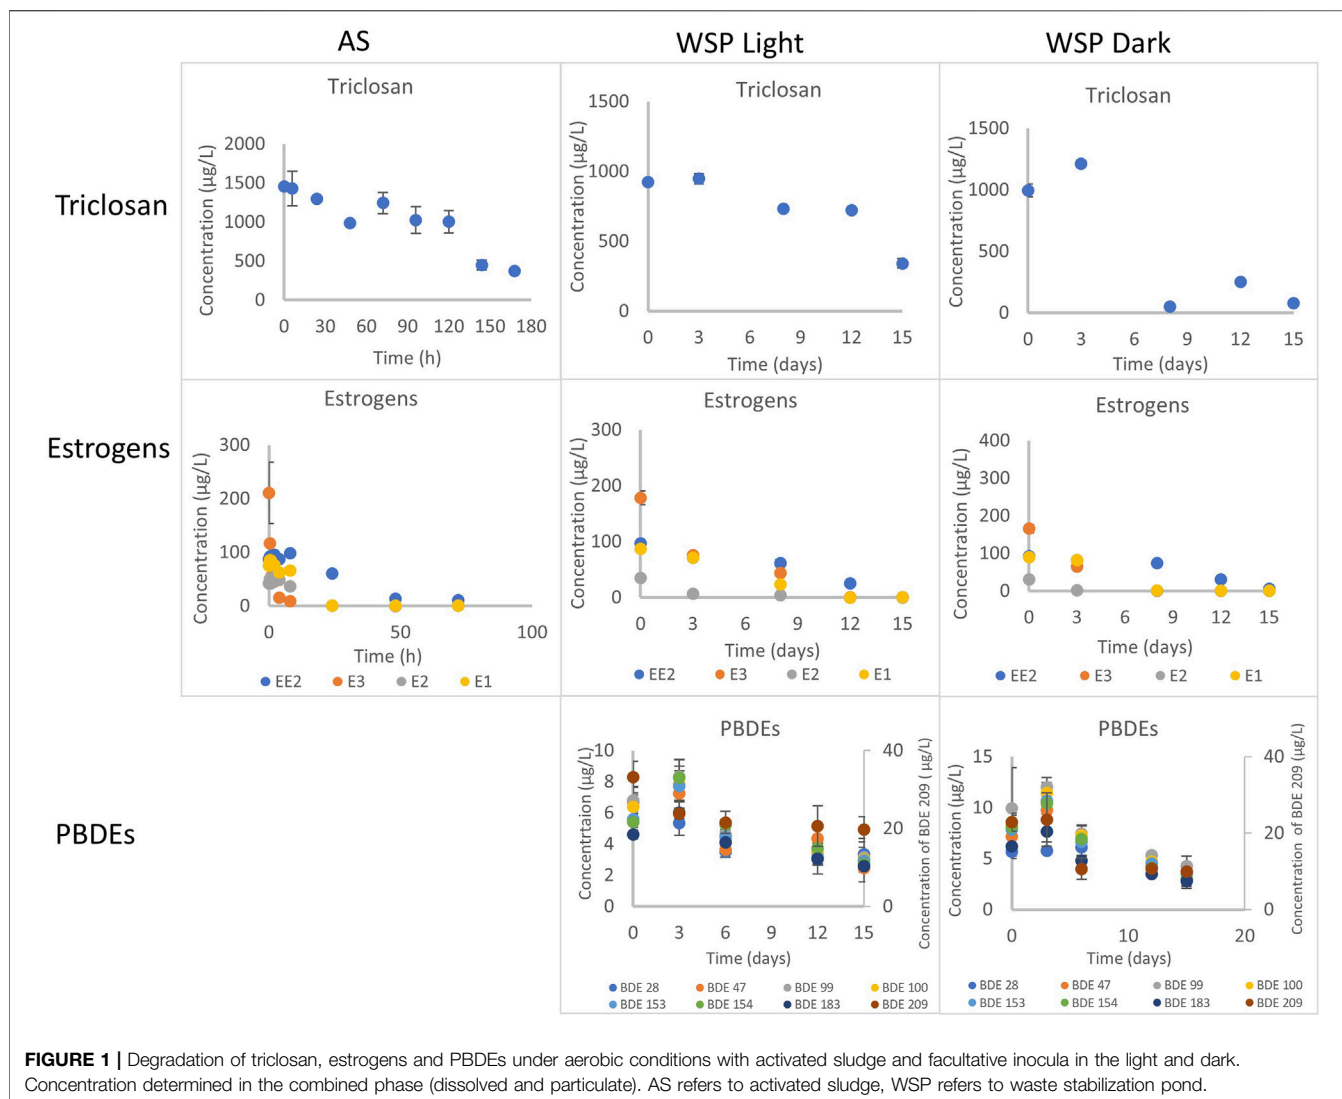 AS
WSP Light
WSP Dark
Triclosan
Triclosan
Concentration (µg/L)
2000
1500
1000
500
0
0 30 60 90 120 150 180
Time (h)
Triclosan
Concentration (µg/L)
1500
1000
500
0
0 3 6 9 12 15
Time (days)
Triclosan
Concentration (µg/L)
1500
1000
500
0
0 3 6 9 12 15
Time (days)
Estrogens
Estrogens
Concentration (µg/L)
300
200
100
0
0 50 100
Time (h)
EE2 E3 E2 E1
Estrogens
Concentration (µg/L)
300
200
100
0
0 3 6 9 12 15
Time (days)
EE2 E3 E2 E1
Estrogens
Concentration (µg/L)
400
300
200
100
0
0 3 6 9 12 15
Time (days)
EE2 E3 E2 E1
PBDEs
PBDEs
Concentrtaion (µg/L)
10
8
6
4
2
0
0 3 6 9 12 15
Time (days)
40
20
0
Concentration of BDE 209 (µg/L)
BDE 28 BDE 47 BDE 99 BDE 100
BDE 153 BDE 154 BDE 183 BDE 209
PBDEs
Concentration (µg/L)
15
10
5
0
0 10 20
Time (days)
40
20
0
Concentration of BDE 209 (µg/L)
BDE 28 BDE 47 BDE 99 BDE 100
BDE 153 BDE 154 BDE 183 BDE 209
FIGURE 1 | Degradation of triclosan, estrogens and PBDEs under aerobic conditions with activated sludge and facultative inocula in the light and dark.
Concentration determined in the combined phase (dissolved and particulate). AS refers to activated sludge, WSP refers to waste stabilization pond.